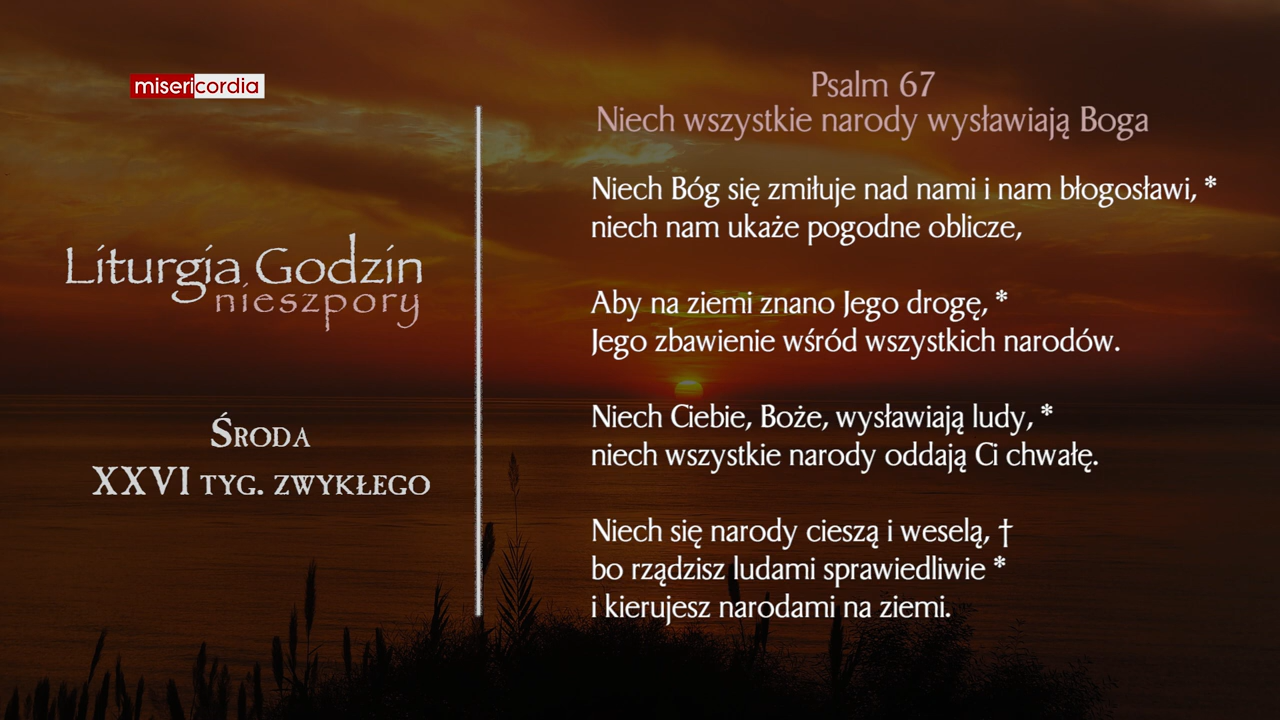 misericordia
Liturgia Godzin
nieszpory
Środa
XXVI tyg. zwykłego
Psalm 67
Niech wszystkie narody wysławiają Boga
Niech Bóg się zmiłuje nad nami i nam błogosławi, *
niech nam ukaże pogodne oblicze,
Aby na ziemi znano Jego drogę, *
Jego zbawienie wśród wszystkich narodów.
Niech Ciebie, Boże, wysławiają ludy, *
niech wszystkie narody oddają Ci chwałę.
Niech się narody cieszą i weselą, †
bo rządzisz ludami sprawiedliwie *
i kierujesz narodami na ziemi.